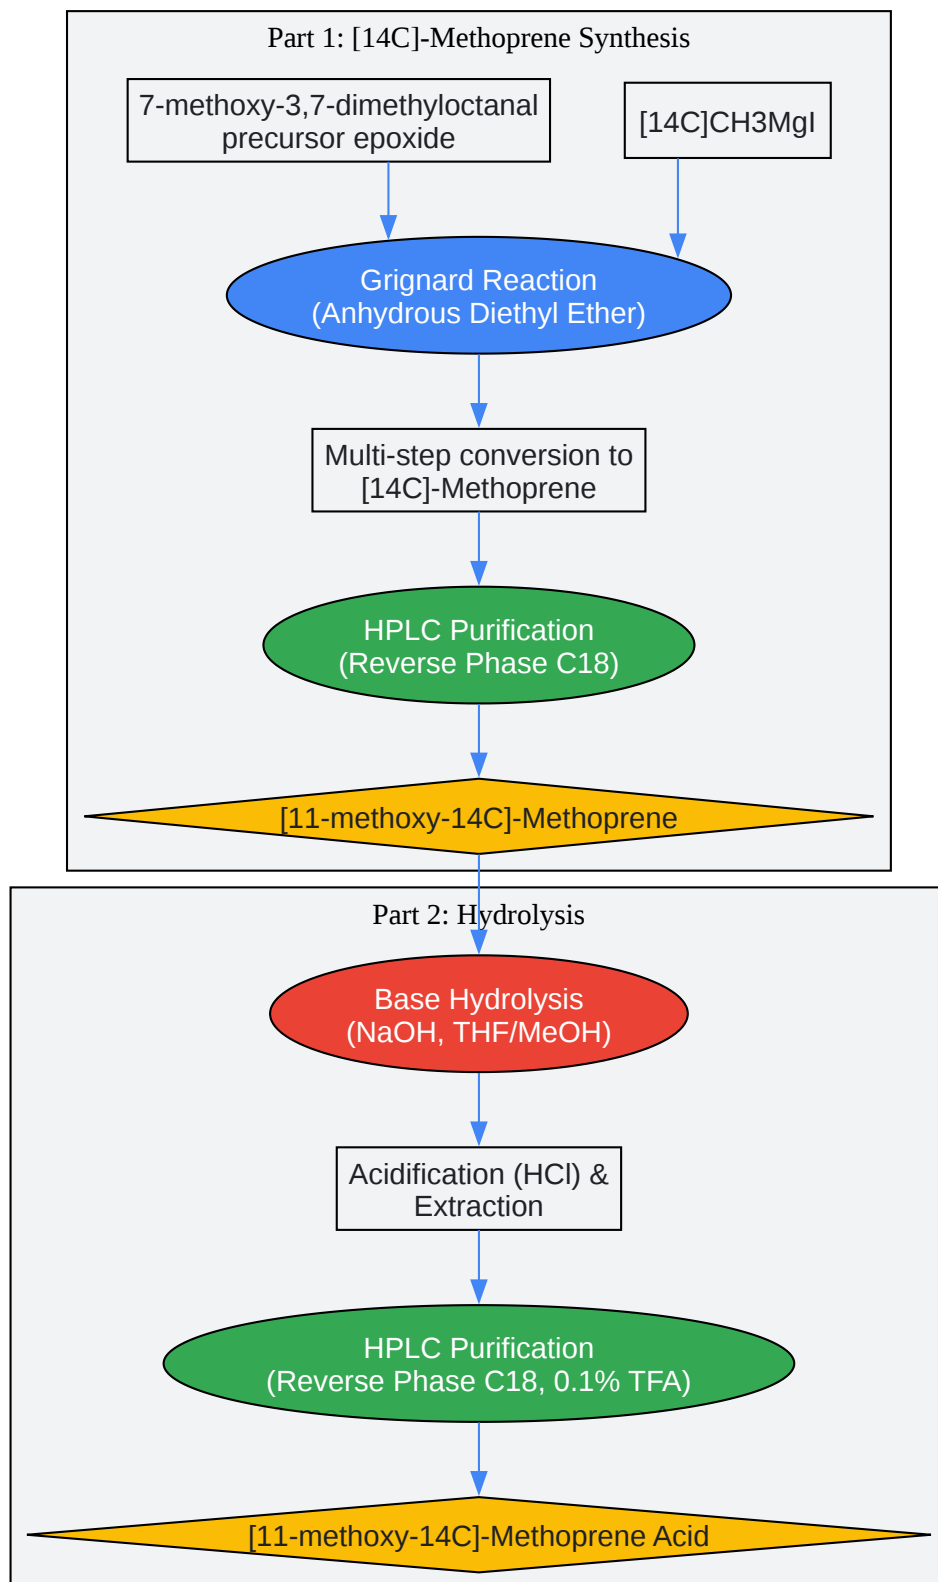 Part 1: [14C]-Methoprene Synthesis
7-methoxy-3,7-dimethyloctanal
precursor epoxide
[14C]CH3MgI
Grignard Reaction
(Anhydrous Diethyl Ether)
Multi-step conversion to
[14C]-Methoprene
HPLC Purification
(Reverse Phase C18)
[11-methoxy-14C]-Methoprene
Part 2: Hydrolysis
Base Hydrolysis
(NaOH, THF/MeOH)
Acidification (HCl) &
Extraction
HPLC Purification
(Reverse Phase C18, 0.1% TFA)
[11-methoxy-14C]-Methoprene Acid